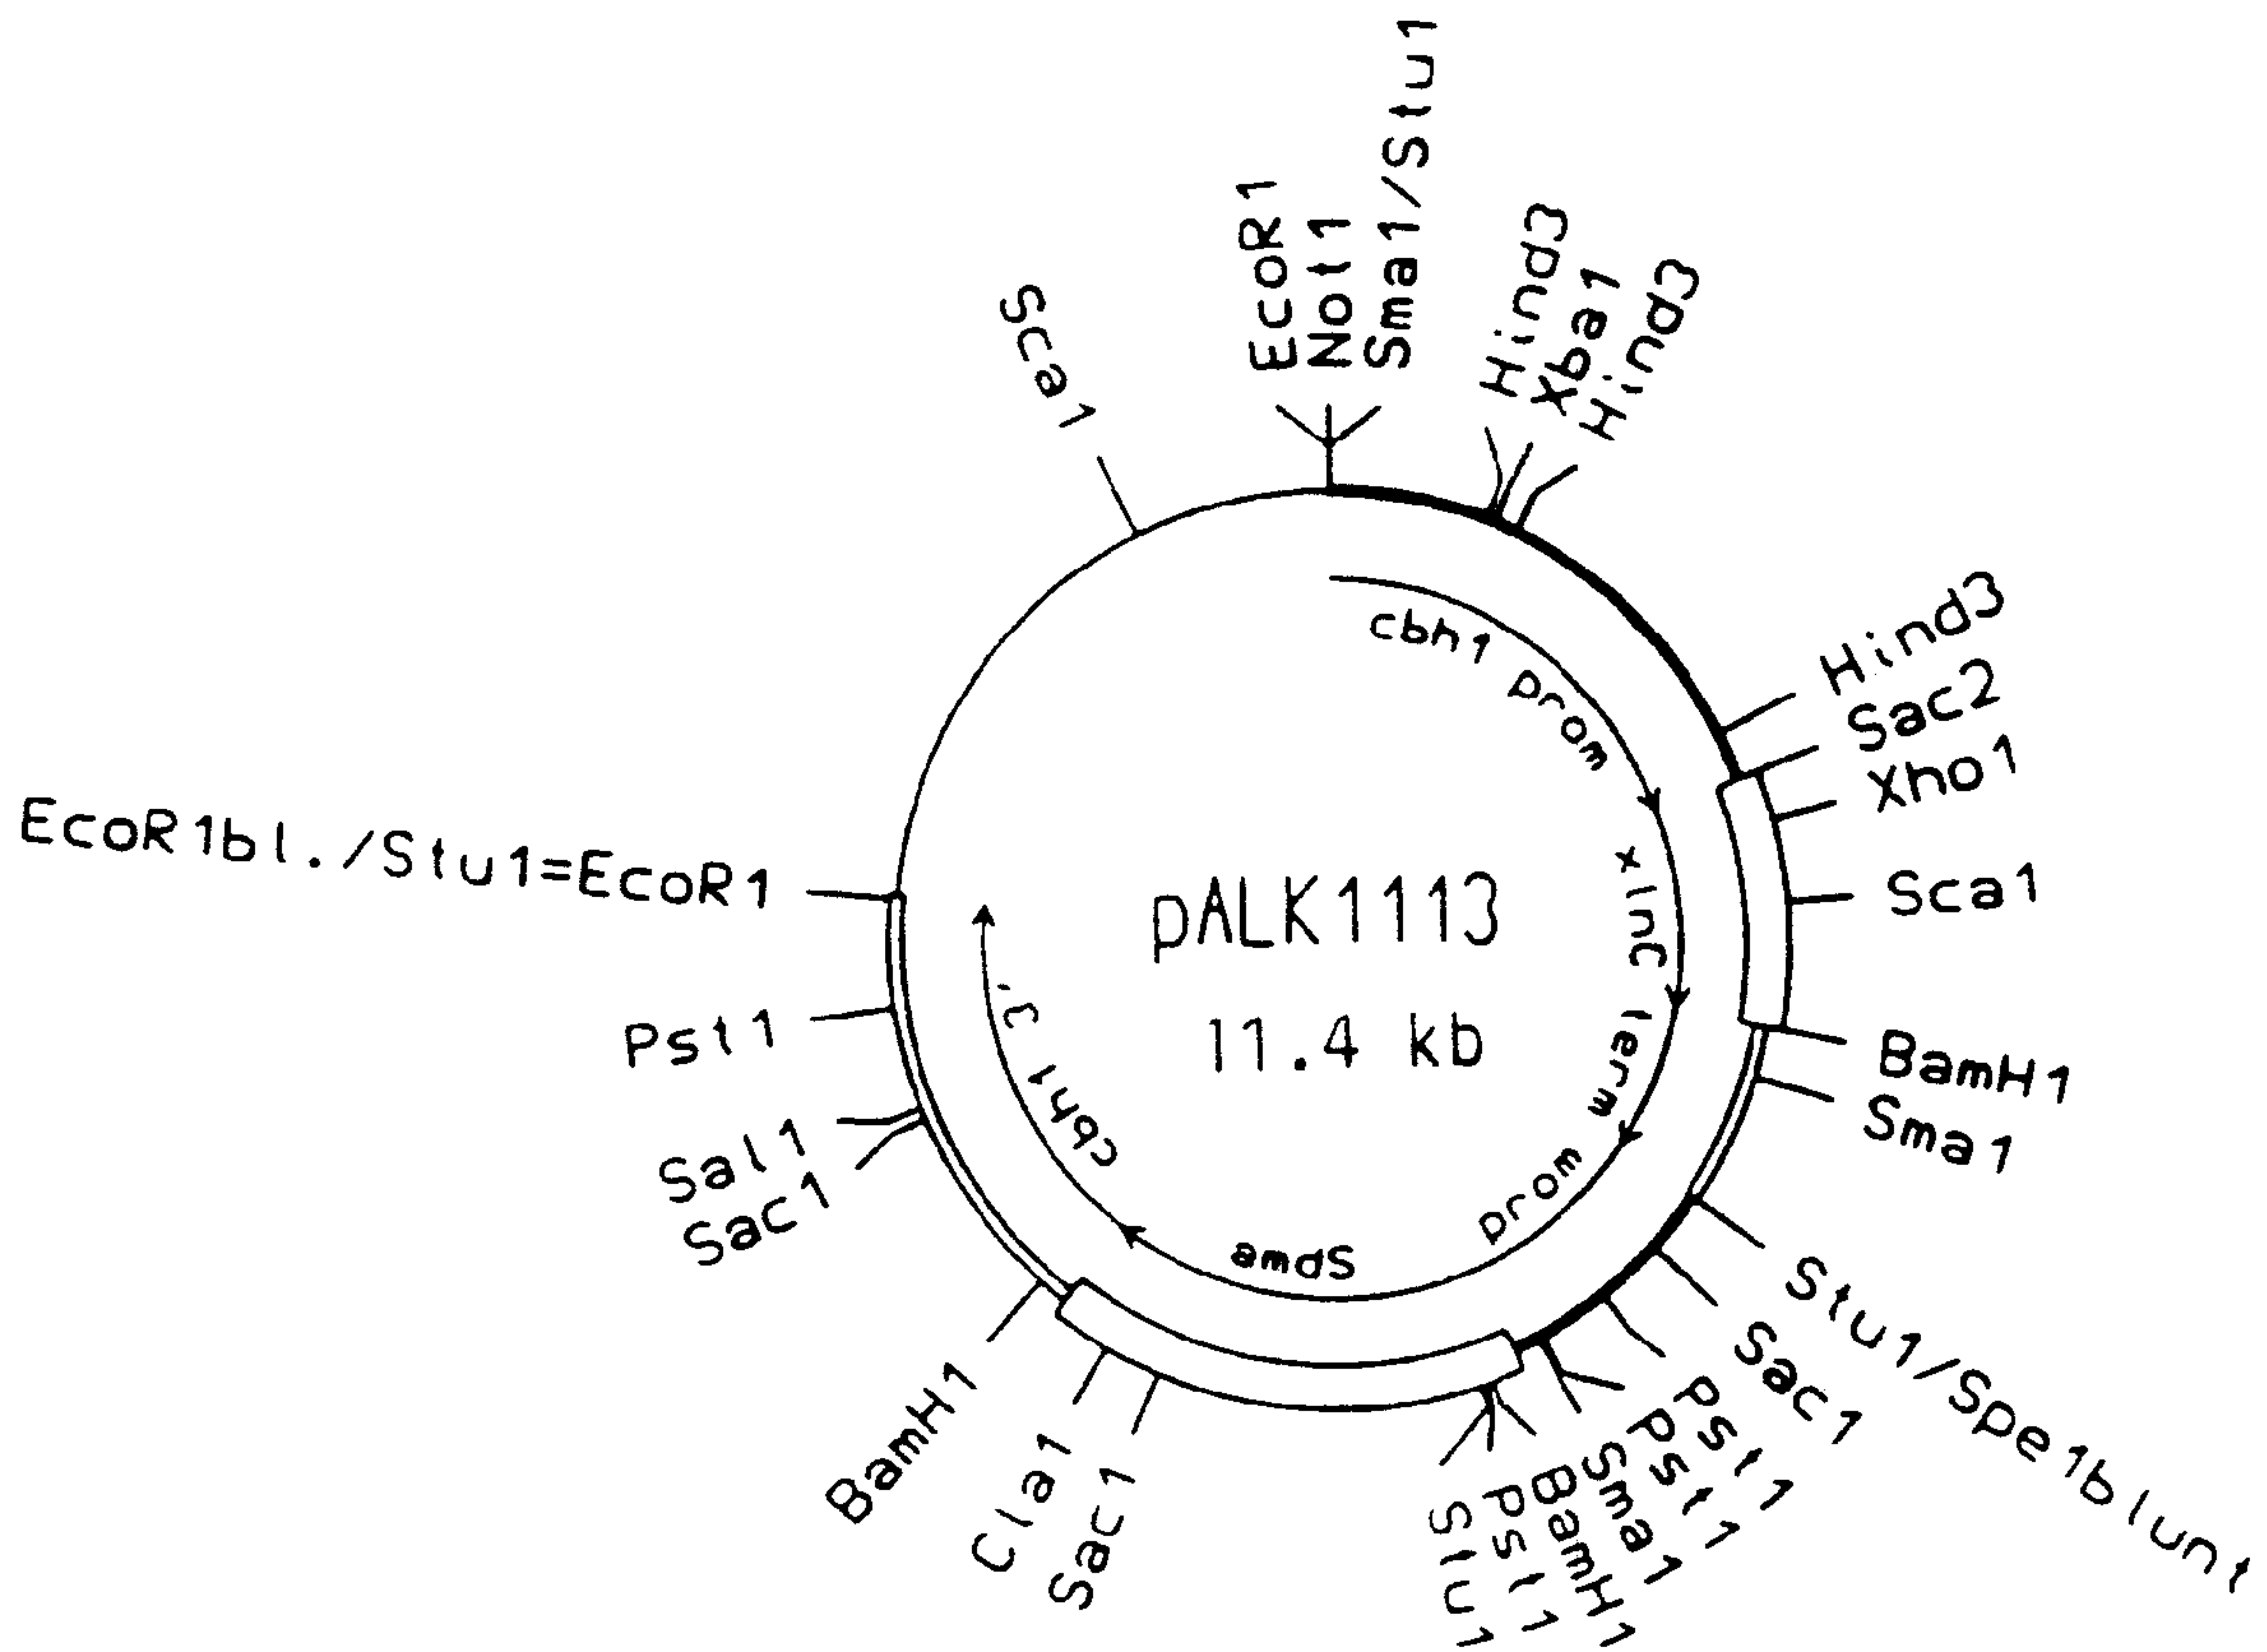 EcoR1
Not1
Sma1/Stu1
Hind3
Xba1
Hind3
Hind3
Sac2
Xho1
Sca1
BamH1
Sma1
Stu1/Spe1blunt
Sac1
Pst1
Pst1
Sma1
BamH1
Pst1
Stu1
Sac1
Cla1
BamH1
Sac1
Sal1
Pst1
EcoR1bl./Stu1=EcoR1
Sca1
cbh1 prom
xlnC
term
prom
amdS
cbh1 3'
pALK1113
11.4 kb